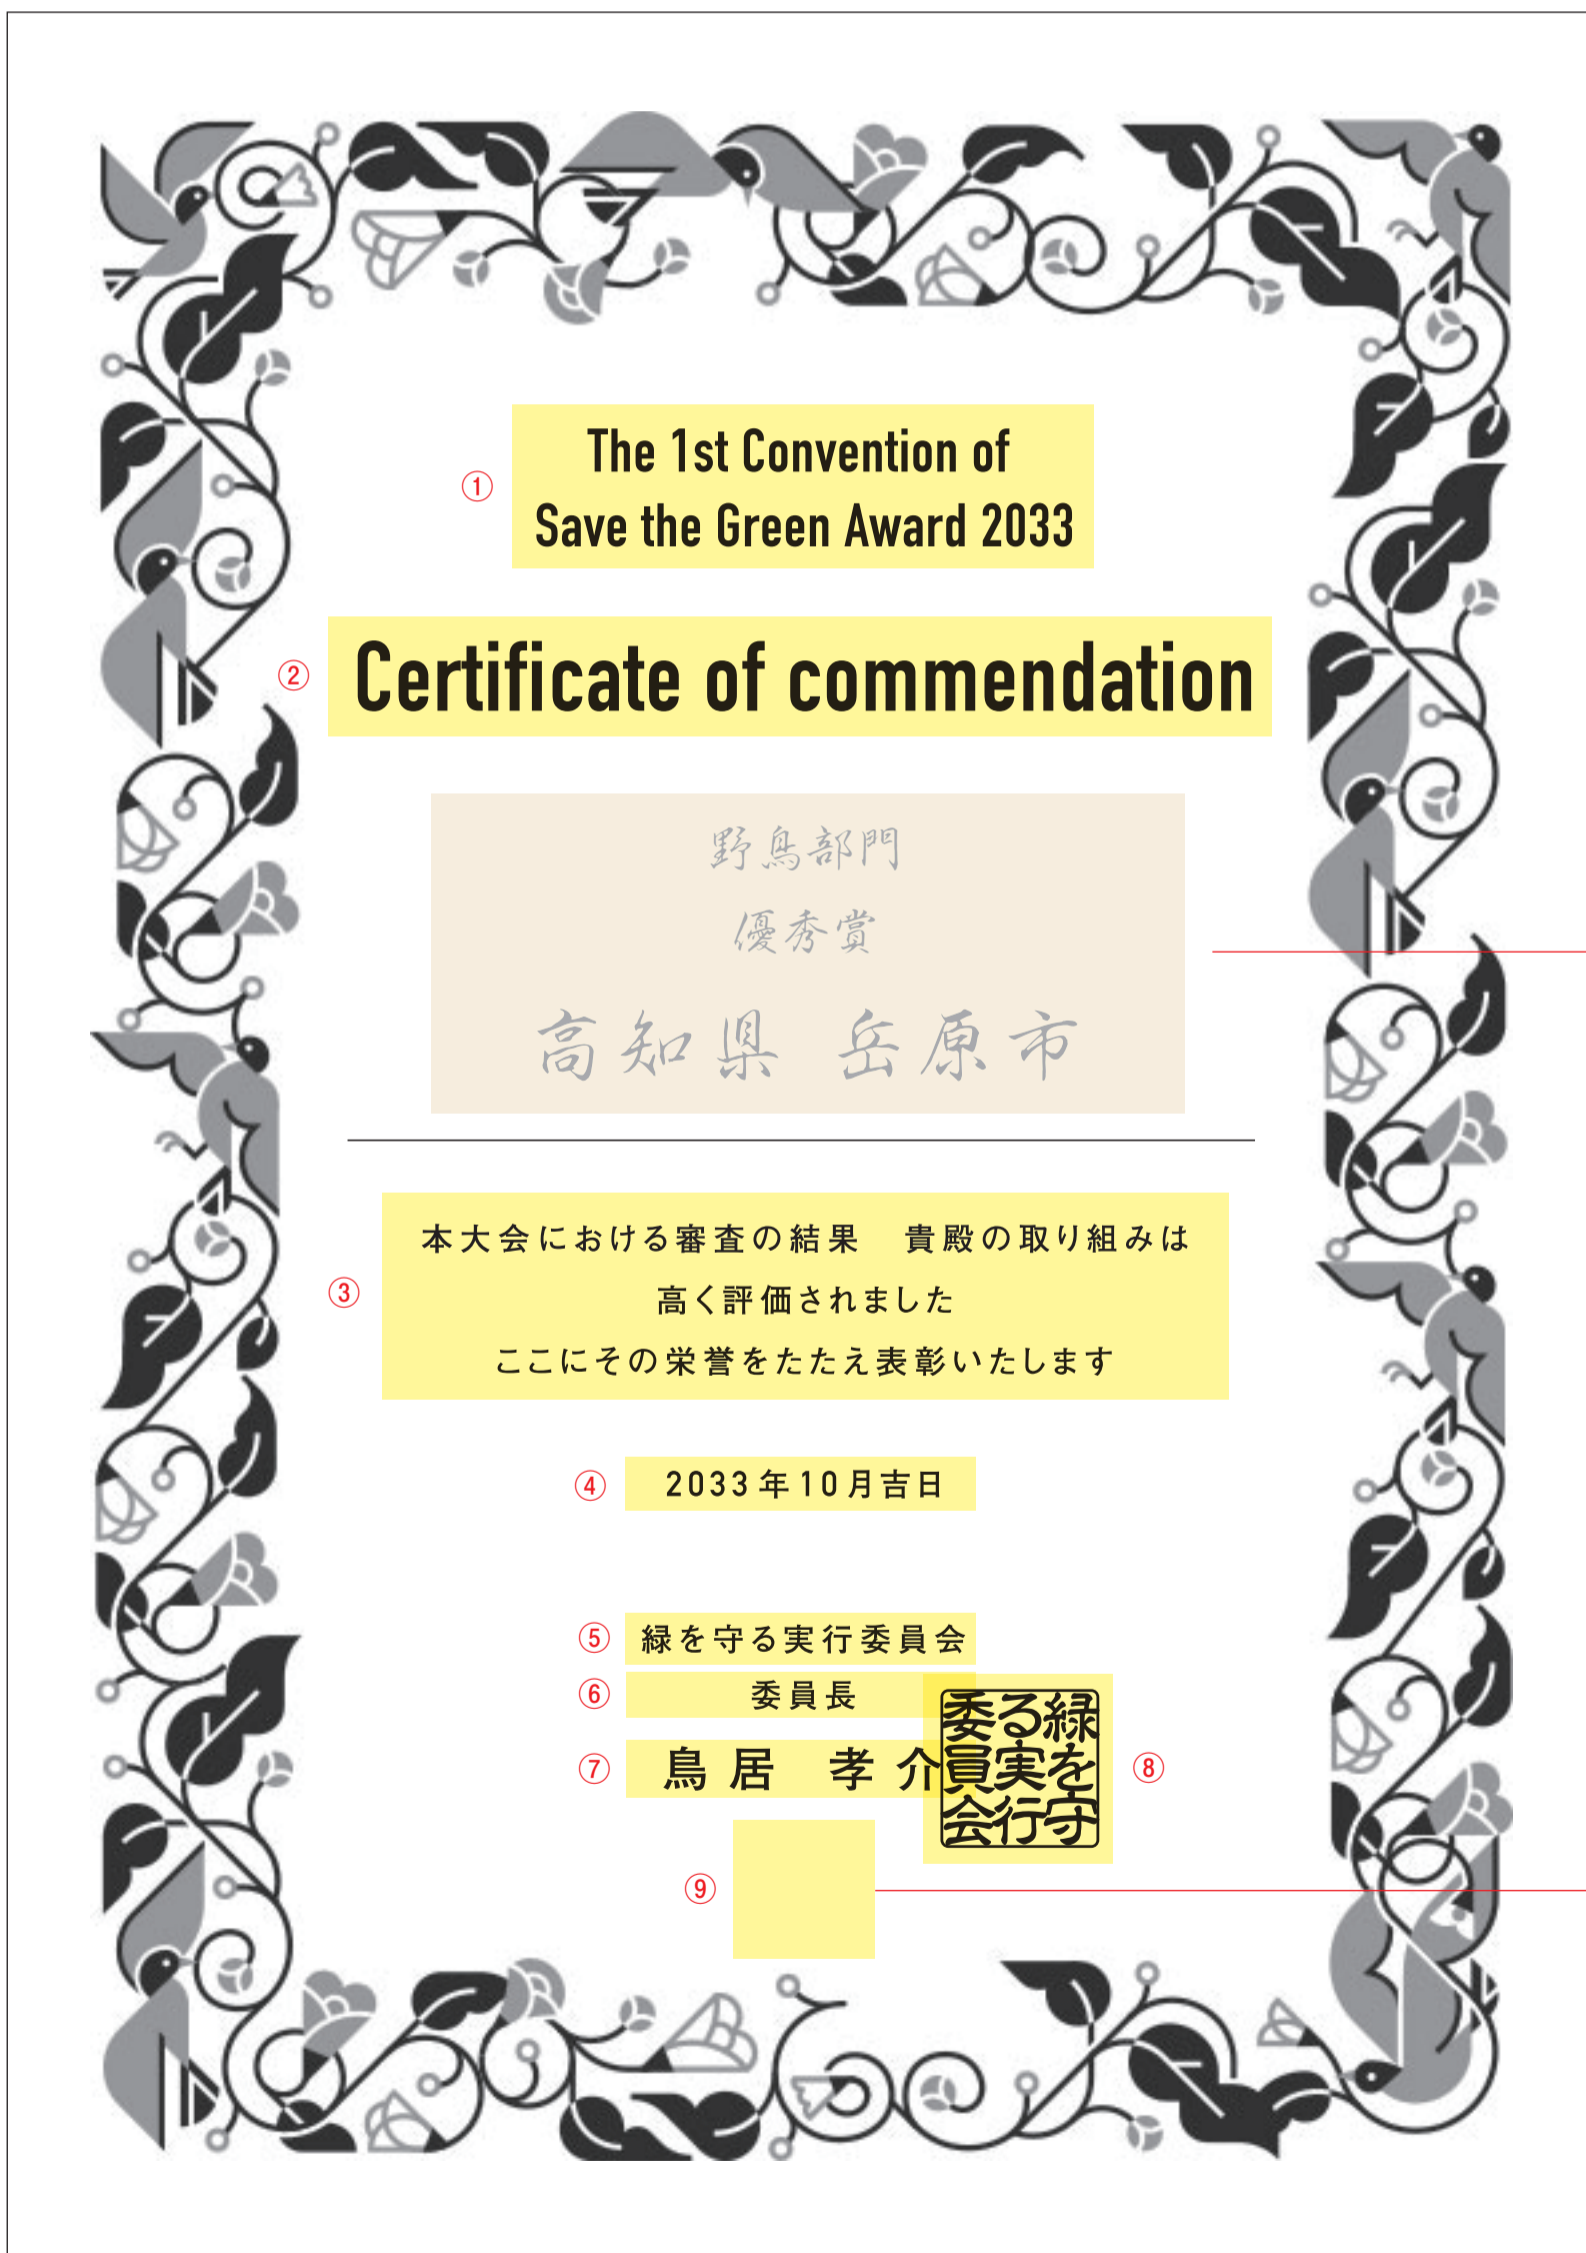 ①
The 1st Convention of
Save the Green Award 2033
②
Certificate of commendation
野鳥部門
優秀賞
高知県 岳原市
③
本大会における審査の結果　貴殿の取り組みは
高く評価されました
ここにその栄誉をたたえ表彰いたします
④
2033年10月吉日
⑤
緑を守る実行委員会
⑥
委員長
⑦
鳥居　孝介
緑を守
る実行
委員会
⑧
⑨